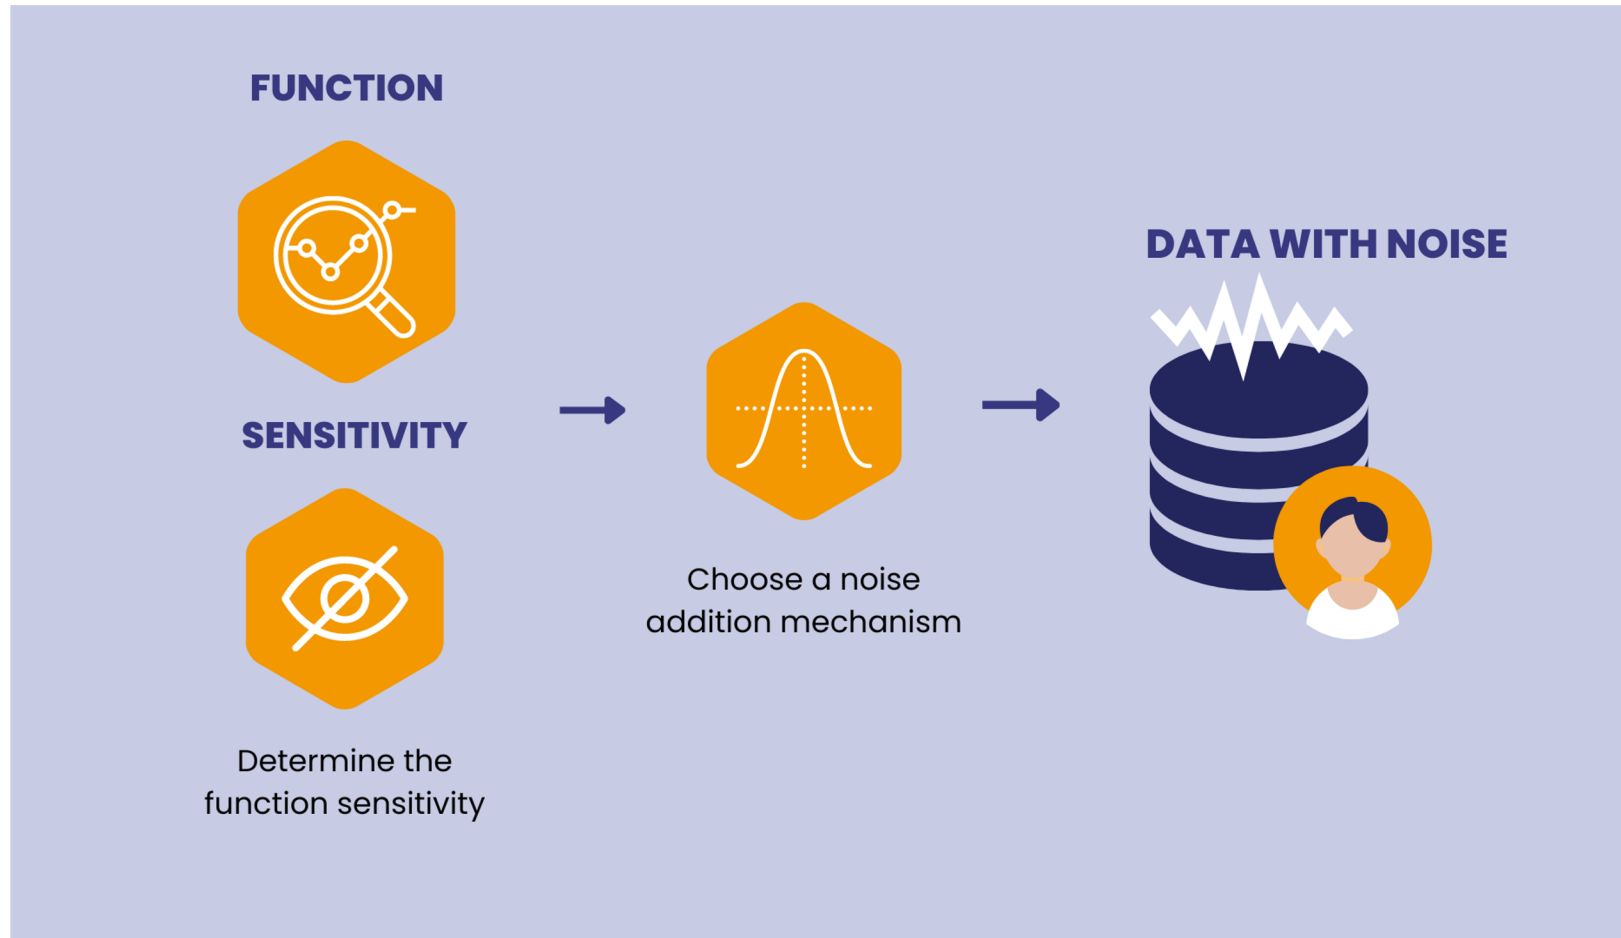 FUNCTION
SENSITIVITY
Determine the
function sensitivity
Choose a noise
addition mechanism
DATA WITH NOISE